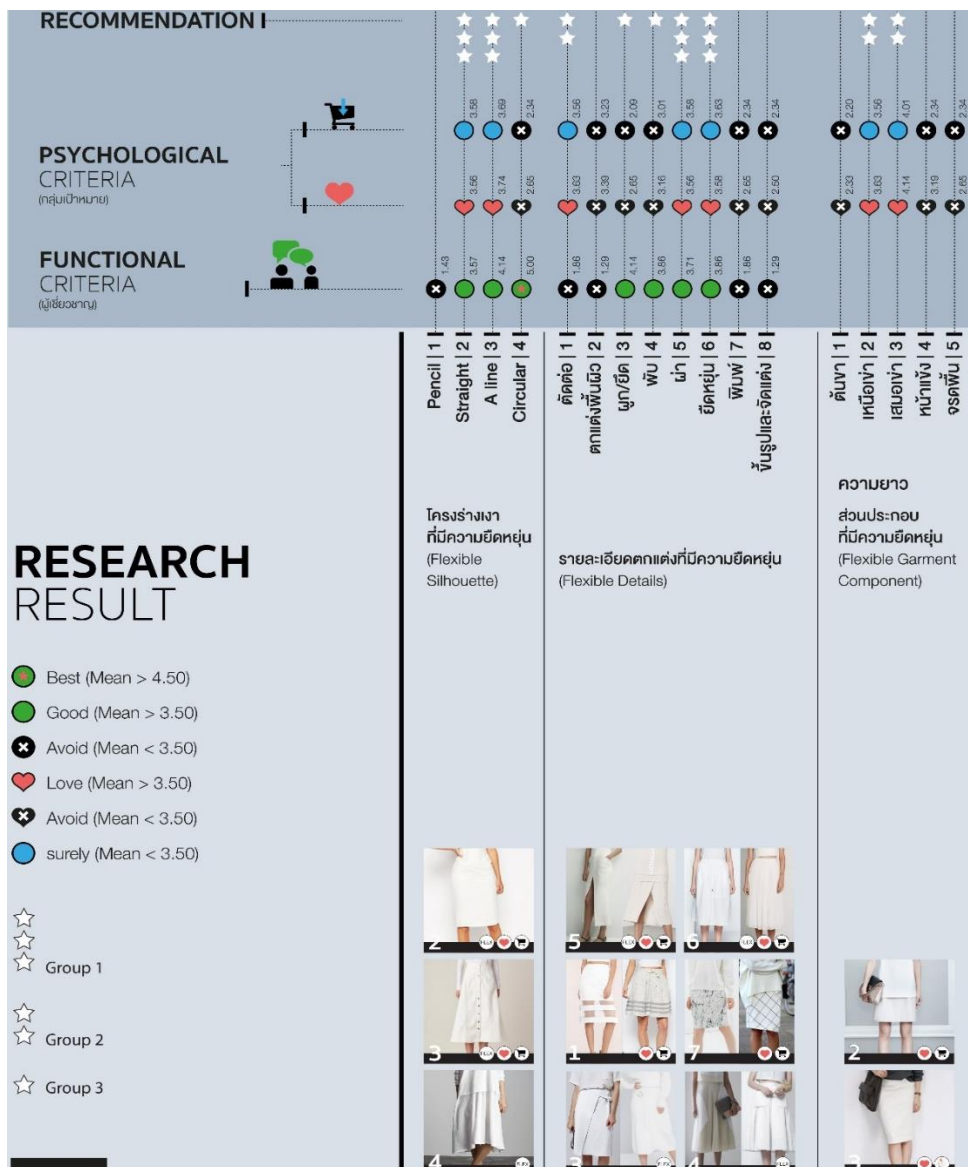 RECOMMENDATION
3.58 3.69 2.34 3.56 3.23 2.09 3.01 3.58 3.63 2.34 2.34 2.20 3.56 4.01 2.34 2.34
PSYCHOLOGICAL
CRITERIA
(กลุ่มเป้าหมาย)
3.56 3.74 2.65 3.63 3.39 2.65 3.16 3.56 3.58 2.65 2.50 2.33 3.63 4.14 3.19 2.65
FUNCTIONAL
CRITERIA
(ผู้เชี่ยวชาญ)
1.43 3.57 4.14 5.00 1.86 1.29 4.14 3.86 3.71 3.86 1.86 1.29
Pencil | 1
Straight | 2
A line | 3
Circular | 4
ตัดต่อ | 1
ตกแต่งพื้นผิว | 2
ผูก/ยึด | 3
พับ | 4
ผ่า | 5
ยืดหยุ่น | 6
พิมพ์ | 7
ขึ้นรูปและจัดแต่ง | 8
ต้นขา | 1
เหนือเข่า | 2
เสมอเข่า | 3
หน้าแข้ง | 4
จรดพื้น | 5
โครงร่างเงา
ที่มีความยืดหยุ่น
(Flexible
Silhouette)
รายละเอียดตกแต่งที่มีความยืดหยุ่น
(Flexible Details)
ความยาว
ส่วนประกอบ
ที่มีความยืดหยุ่น
(Flexible Garment
Component)
RESEARCH
RESULT
Best (Mean > 4.50)
Good (Mean > 3.50)
Avoid (Mean < 3.50)
Love (Mean > 3.50)
Avoid (Mean < 3.50)
surely (Mean < 3.50)
Group 1
Group 2
Group 3
2 FLEX
5 FLEX
6 FLEX
3 FLEX
1
7
2
4 FLEX
3 FLEX
4 FLEX
3